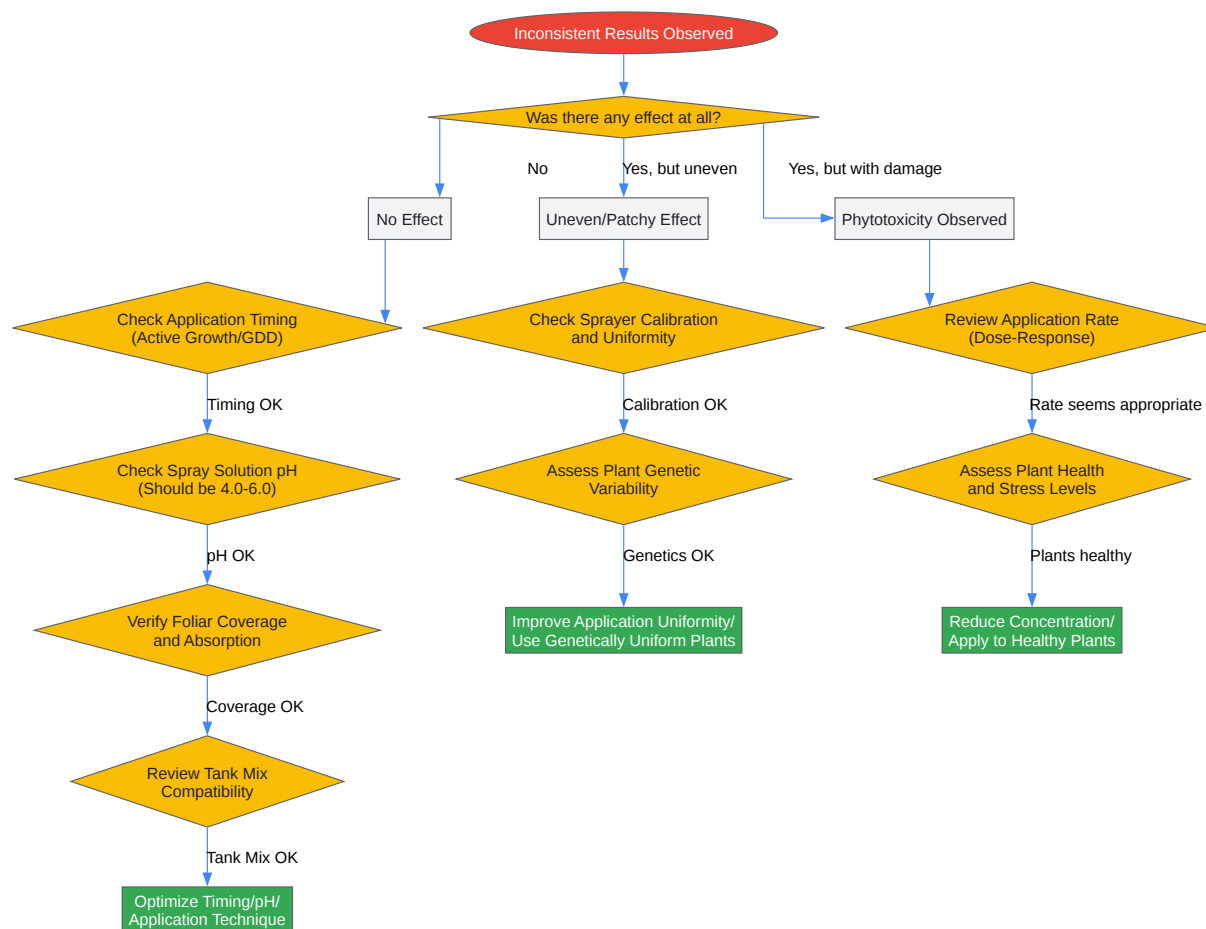 Inconsistent Results Observed
Was there any effect at all?
No
Yes, but uneven
Yes, but with damage
No Effect
Uneven/Patchy Effect
Phytotoxicity Observed
Check Application Timing
(Active Growth/GDD)
Check Sprayer Calibration
and Uniformity
Review Application Rate
(Dose-Response)
Timing OK
Calibration OK
Rate seems appropriate
Check Spray Solution pH
(Should be 4.0-6.0)
Assess Plant Genetic
Variability
Assess Plant Health
and Stress Levels
pH OK
Genetics OK
Plants healthy
Verify Foliar Coverage
and Absorption
Improve Application Uniformity/
Use Genetically Uniform Plants
Reduce Concentration/
Apply to Healthy Plants
Coverage OK
Review Tank Mix
Compatibility
Tank Mix OK
Optimize Timing/pH/
Application Technique